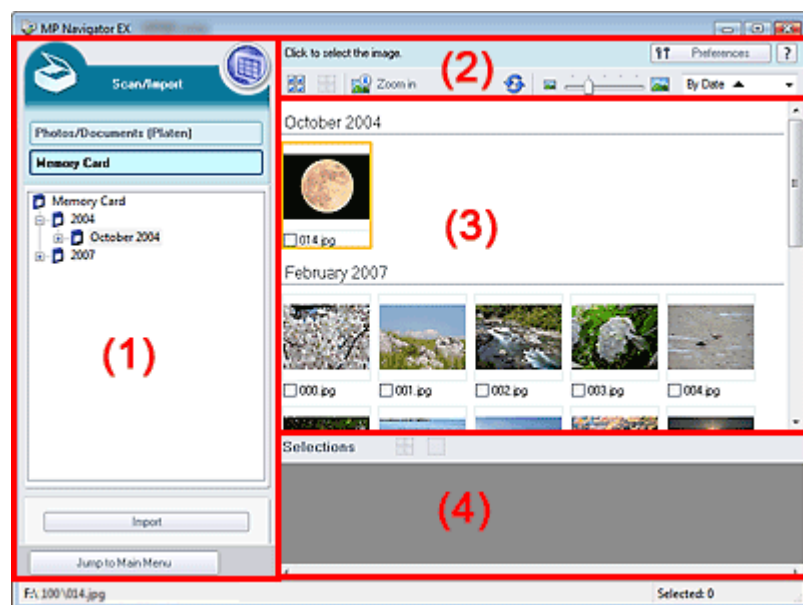 MP Navigator EX
Scan/Import
Photos/Documents (Platen)
Memory Card
Memory Card
2004
October 2004
2007
(1)
Import
Jump to Main Menu
Click to select the image.
Preferences
?
Zoom in
(2)
By Date
October 2004
014.jpg
(3)
February 2007
000.jpg
001.jpg
002.jpg
003.jpg
004.jpg
Selections
(4)
F:\ 100 \014.jpg
Selected: 0